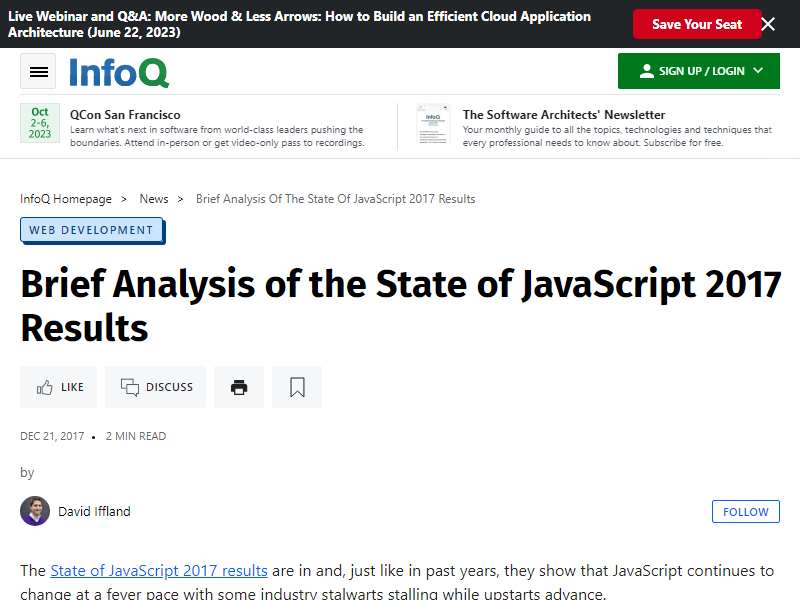 Live Webinar and Q&A: More Wood & Less Arrows: How to Build an Efficient Cloud Application
Architecture (June 22, 2023)
Save Your Seat
InfoQ
SIGN UP / LOGIN
Oct
2-6,
2023
QCon San Francisco
Learn what's next in software from world-class leaders pushing the
boundaries. Attend in-person or get video-only pass to recordings.
InfoQ
The Software Architects' Newsletter
Your monthly guide to all the topics, technologies and techniques that
every professional needs to know about. Subscribe for free.
InfoQ Homepage > News > Brief Analysis Of The State Of JavaScript 2017 Results
WEB DEVELOPMENT
Brief Analysis of the State of JavaScript 2017
Results
LIKE
DISCUSS
DEC 21, 2017 • 2 MIN READ
by
David Iffland
FOLLOW
The State of JavaScript 2017 results are in and, just like in past years, they show that JavaScript continues to
change at a fever pace with some industry stalwarts stalling while upstarts advance.